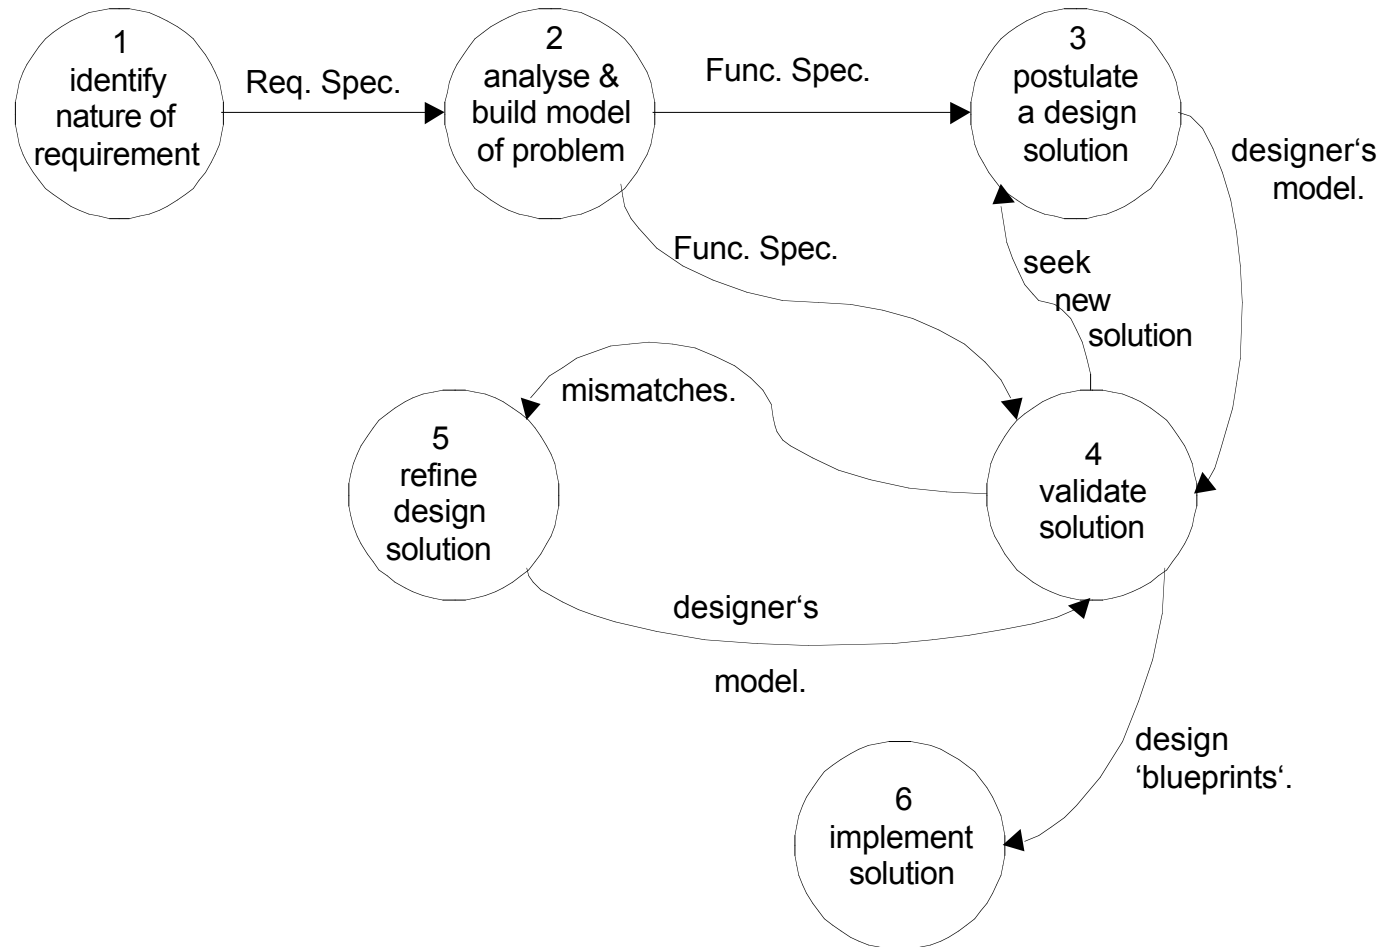 1
identify
nature of
requirement
Req. Spec.
2
analyse &
build model
of problem
Func. Spec.
3
postulate
a design
solution
designer‘s
model.
Func. Spec.
seek
new
solution
mismatches.
5
refine
design
solution
4
validate
solution
designer‘s
model.
design
‘blueprints‘.
6
implement
solution